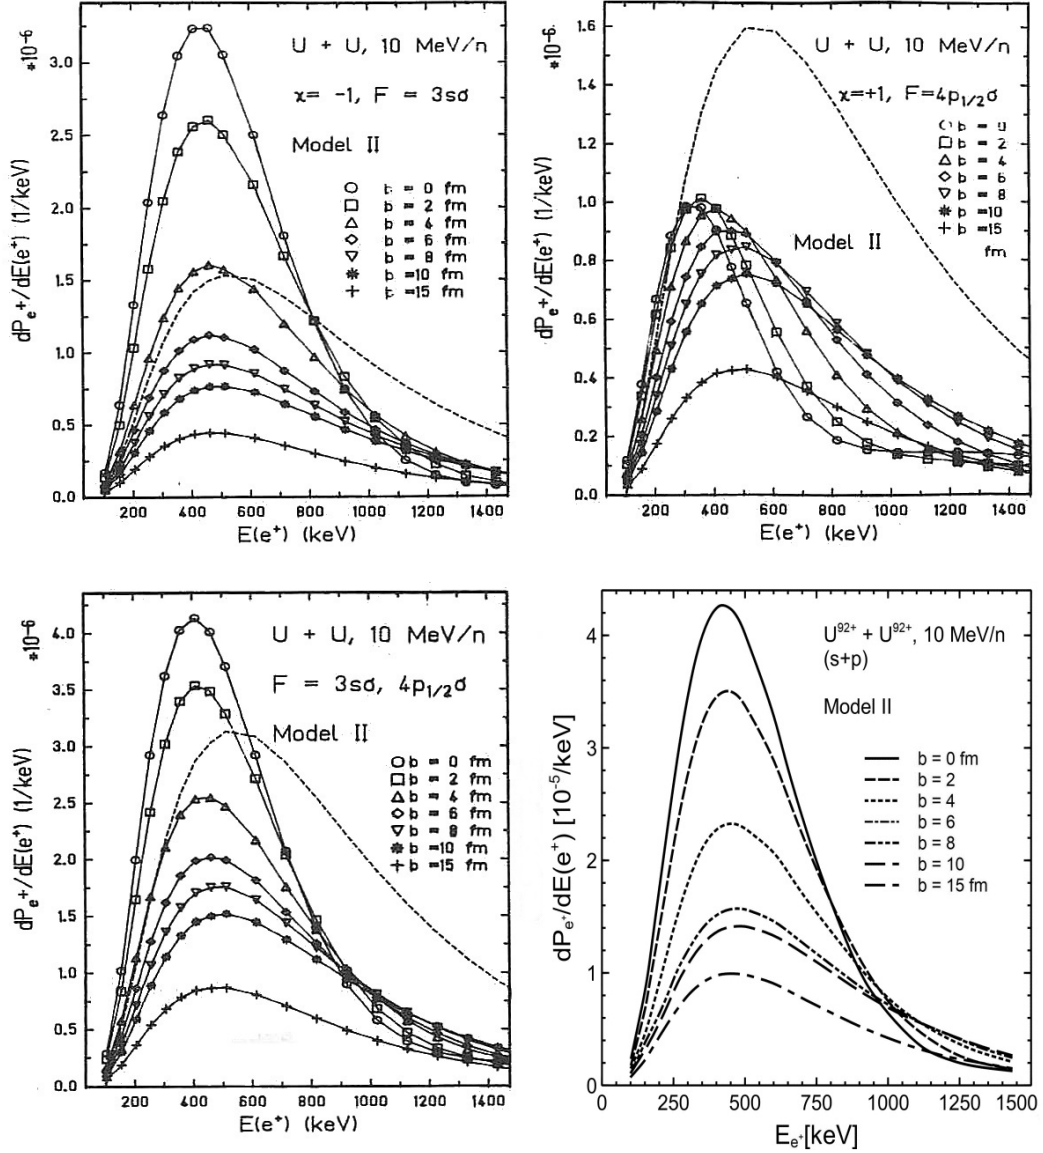 *10⁻⁶
U + U, 10 MeV/n
χ= -1, F = 3sσ
Model II
b = 0 fm
b = 2 fm
b = 4 fm
b = 6 fm
b = 8 fm
b =10 fm
b =15 fm
dPe+/dE(e⁺) (1/keV)
3.0
2.5
2.0
1.5
1.0
0.5
0.0
200 400 600 800 1000 1200 1400
E(e⁺) (keV)
*10⁻⁶
U + U, 10 MeV/n
χ=+1, F=4p1/2σ
b = 0
b = 2
b = 4
b = 6
b = 8
b =10
b =15
fm
Model II
dPe+/dE(e⁺) (1/keV)
1.6
1.4
1.2
1.0
0.8
0.6
0.4
0.2
0.0
200 400 600 800 1000 1200 1400
E(e⁺) (keV)
*10⁻⁶
U + U, 10 MeV/n
F = 3sσ, 4p1/2σ
Model II
b = 0 fm
b = 2 fm
b = 4 fm
b = 6 fm
b = 8 fm
b =10 fm
b =15 fm
dPe+/dE(e⁺) (1/keV)
4.0
3.5
3.0
2.5
2.0
1.5
1.0
0.5
0.0
200 400 600 800 1000 1200 1400
E(e⁺) (keV)
U⁹²⁺ + U⁹²⁺, 10 MeV/n
(s+p)
Model II
b = 0 fm
b = 2
b = 4
b = 6
b = 8
b = 10
b = 15 fm
dPe⁺/dE(e⁺) [10⁻⁵/keV]
4
3
2
1
0
0 250 500 750 1000 1250 1500
Ee⁺[keV]